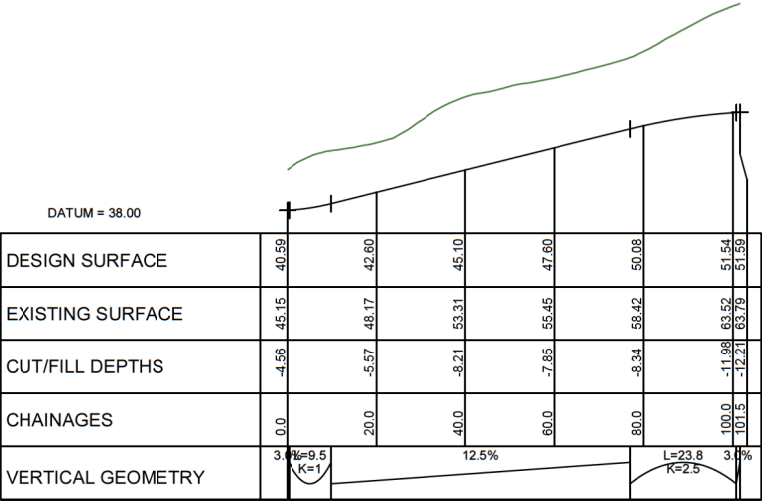 DATUM = 38.00
DESIGN SURFACE 40.59 42.60 45.10 47.60 50.08 51.54 51.59
EXISTING SURFACE 45.15 48.17 53.31 55.45 58.42 63.52 63.79
CUT/FILL DEPTHS -4.56 -5.57 -8.21 -7.85 -8.34 -11.98 -12.21
CHAINAGES 0.0 20.0 40.0 60.0 80.0 100.0 101.5
3.0% L=9.5 12.5% L=23.8 3.0%
K=1 K=2.5
VERTICAL GEOMETRY